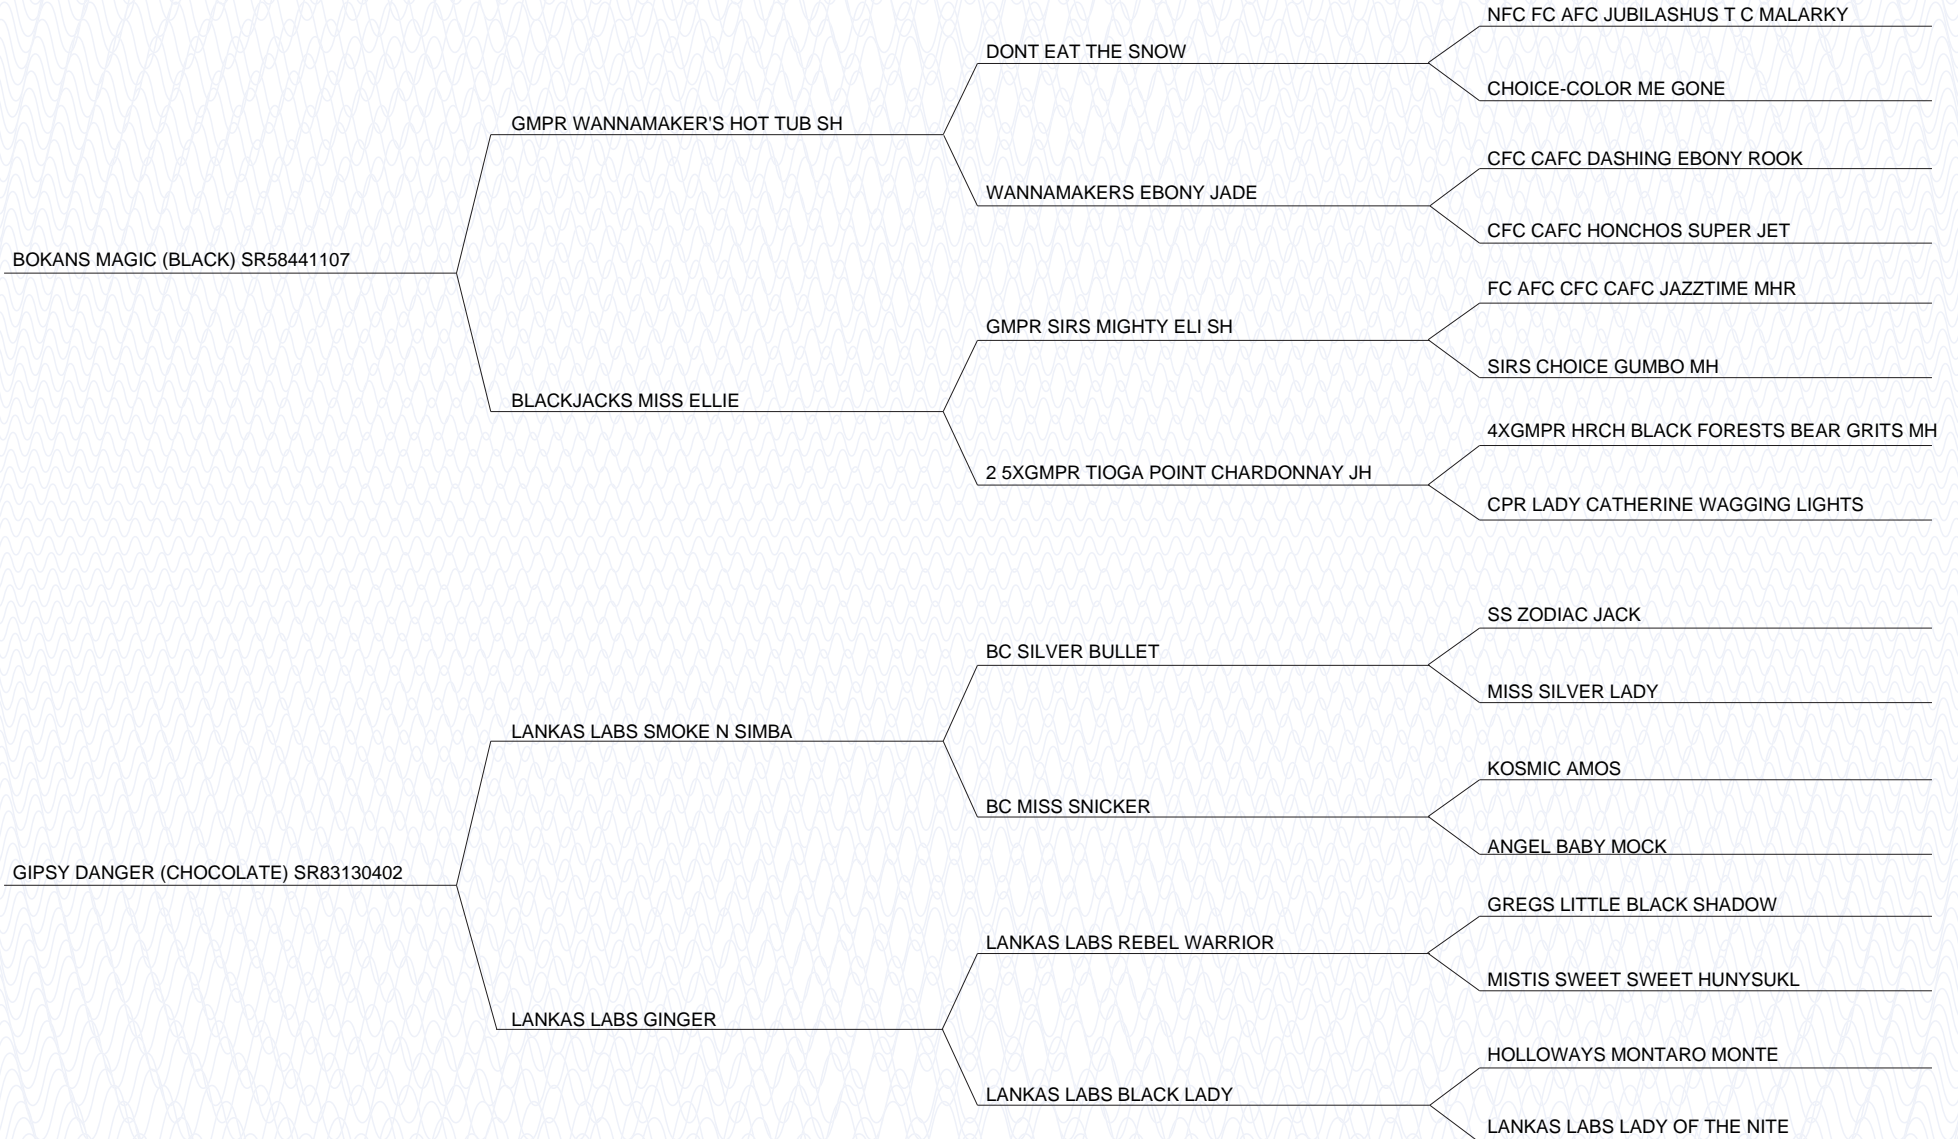 NFC FC AFC JUBILASHUS T C MALARKY
DONT EAT THE SNOW
CHOICE-COLOR ME GONE
GMPR WANNAMAKER'S HOT TUB SH
CFC CAFC DASHING EBONY ROOK
WANNAMAKERS EBONY JADE
CFC CAFC HONCHOS SUPER JET
BOKANS MAGIC (BLACK) SR58441107
FC AFC CFC CAFC JAZZTIME MHR
GMPR SIRS MIGHTY ELI SH
SIRS CHOICE GUMBO MH
BLACKJACKS MISS ELLIE
4XGMPR HRCH BLACK FORESTS BEAR GRITS MH
2 5XGMPR TIOGA POINT CHARDONNAY JH
CPR LADY CATHERINE WAGGING LIGHTS
SS ZODIAC JACK
BC SILVER BULLET
MISS SILVER LADY
LANKAS LABS SMOKE N SIMBA
KOSMIC AMOS
BC MISS SNICKER
ANGEL BABY MOCK
GIPSY DANGER (CHOCOLATE) SR83130402
GREGS LITTLE BLACK SHADOW
LANKAS LABS REBEL WARRIOR
MISTIS SWEET SWEET HUNYSUKL
LANKAS LABS GINGER
HOLLOWAYS MONTARO MONTE
LANKAS LABS BLACK LADY
LANKAS LABS LADY OF THE NITE